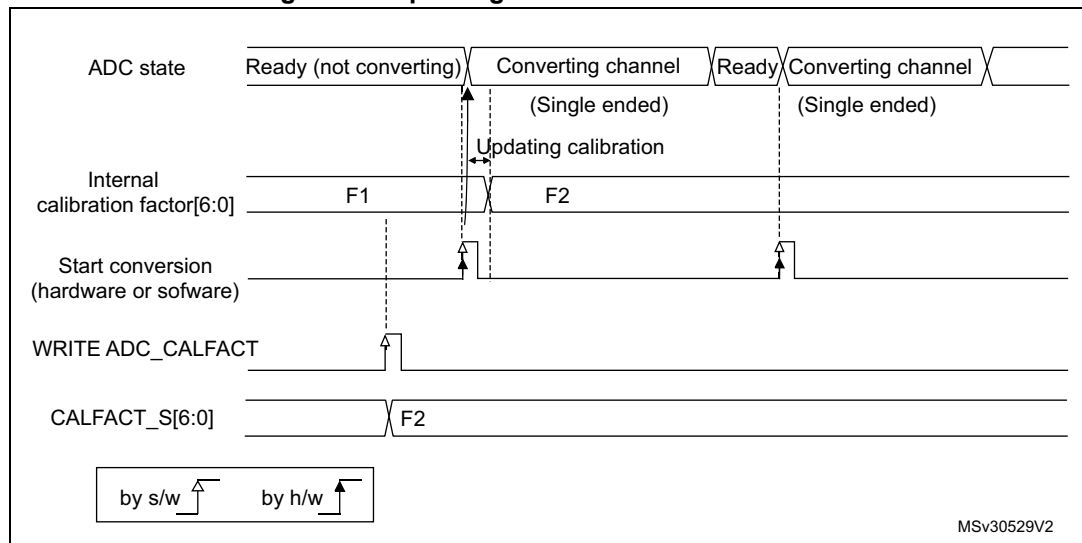 ADC state
Ready (not converting) Converting channel Ready Converting channel
(Single ended) (Single ended)
Updating calibration
Internal
calibration factor[6:0]
F1 F2
Start conversion
(hardware or sofware)
WRITE ADC_CALFACT
CALFACT_S[6:0] F2
by s/w by h/w
MSv30529V2